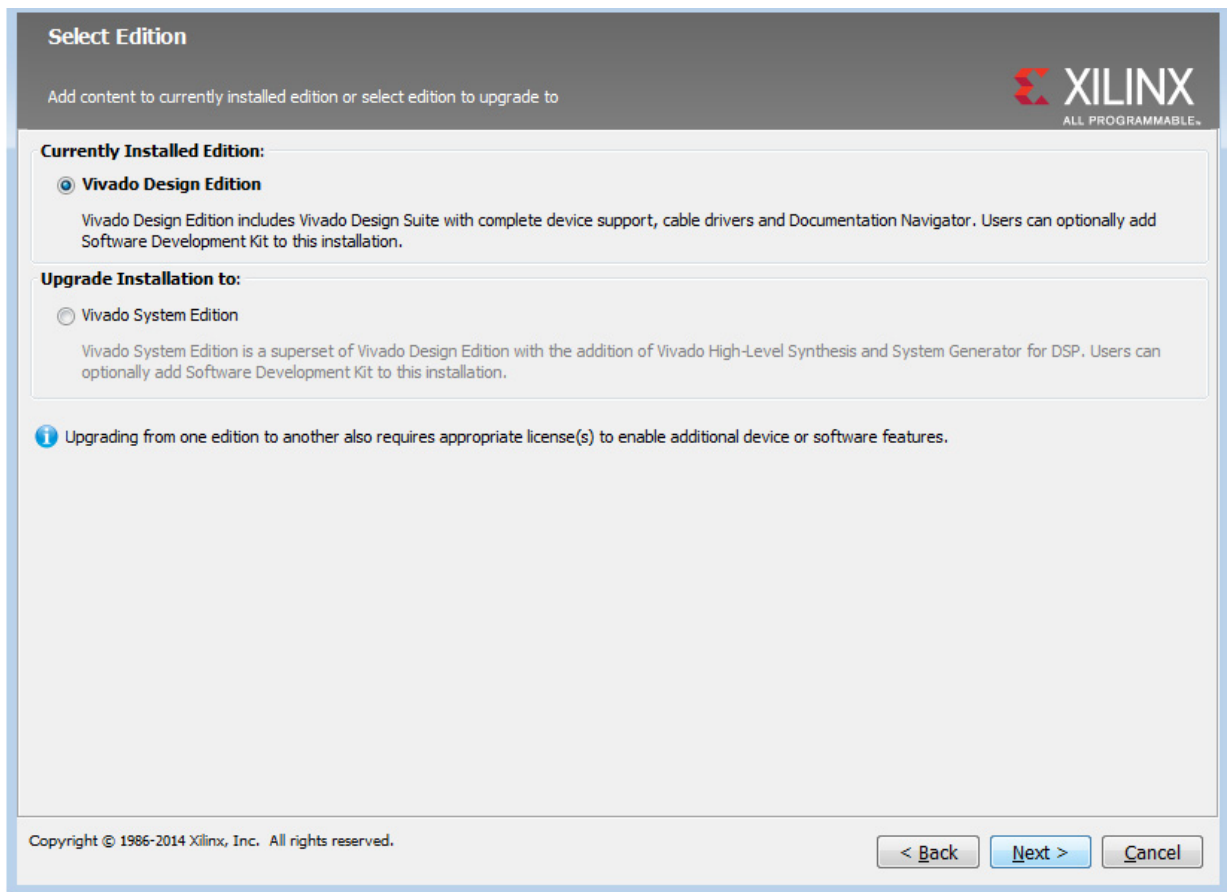 Select Edition
Add content to currently installed edition or select edition to upgrade to
XILINX
ALL PROGRAMMABLE™
Currently Installed Edition:
Vivado Design Edition
Vivado Design Edition includes Vivado Design Suite with complete device support, cable drivers and Documentation Navigator. Users can optionally add
Software Development Kit to this installation.
Upgrade Installation to:
Vivado System Edition
Vivado System Edition is a superset of Vivado Design Edition with the addition of Vivado High-Level Synthesis and System Generator for DSP. Users can
optionally add Software Development Kit to this installation.
Upgrading from one edition to another also requires appropriate license(s) to enable additional device or software features.
Copyright © 1986-2014 Xilinx, Inc. All rights reserved.
< Back Next > Cancel